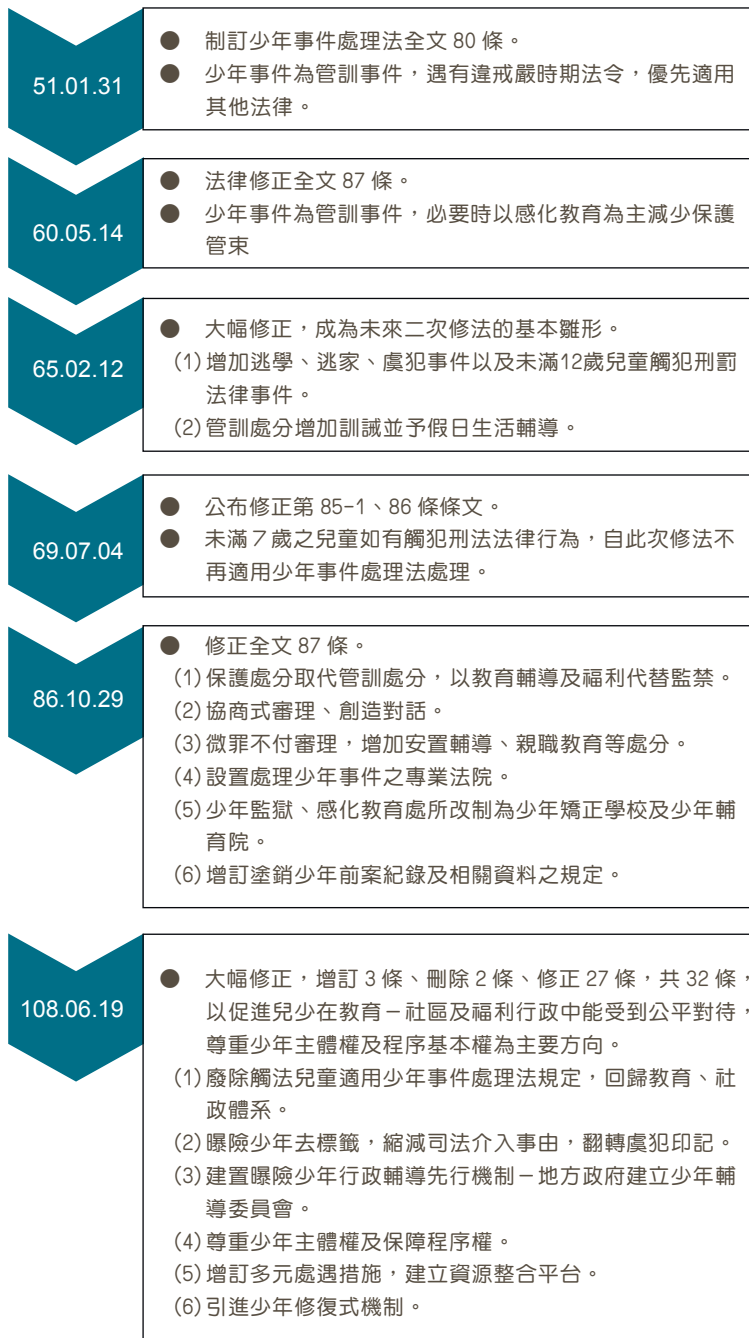 51.01.31
● 制訂少年事件處理法全文 80 條。
● 少年事件為管訓事件，遇有違戒嚴時期法令，優先適用
其他法律。
60.05.14
● 法律修正全文 87 條。
● 少年事件為管訓事件，必要時以感化教育為主減少保護
管束
65.02.12
● 大幅修正，成為未來二次修法的基本雛形。
(1)增加逃學、逃家、虞犯事件以及未滿12歲兒童觸犯刑罰
法律事件。
(2)管訓處分增加訓誡並予假日生活輔導。
69.07.04
● 公布修正第 85-1、86 條條文。
● 未滿７歲之兒童如有觸犯刑法法律行為，自此次修法不
再適用少年事件處理法處理。
86.10.29
● 修正全文 87 條。
(1)保護處分取代管訓處分，以教育輔導及福利代替監禁。
(2)協商式審理、創造對話。
(3)微罪不付審理，增加安置輔導、親職教育等處分。
(4)設置處理少年事件之專業法院。
(5)少年監獄、感化教育處所改制為少年矯正學校及少年輔
育院。
(6)增訂塗銷少年前案紀錄及相關資料之規定。
108.06.19
● 大幅修正，增訂 3 條、刪除 2 條、修正 27 條，共 32 條，
以促進兒少在教育－社區及福利行政中能受到公平對待，
尊重少年主體權及程序基本權為主要方向。
(1)廢除觸法兒童適用少年事件處理法規定，回歸教育、社
政體系。
(2)曝險少年去標籤，縮減司法介入事由，翻轉虞犯印記。
(3)建置曝險少年行政輔導先行機制－地方政府建立少年輔
導委員會。
(4)尊重少年主體權及保障程序權。
(5)增訂多元處遇措施，建立資源整合平台。
(6)引進少年修復式機制。